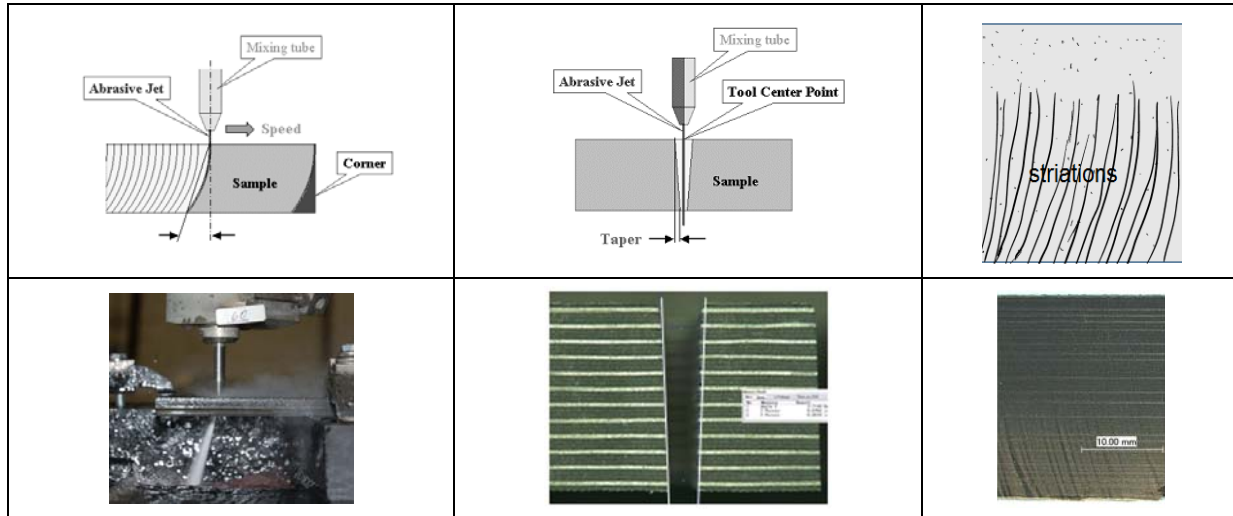 Mixing tube
Abrasive Jet
Speed
Corner
Sample
Mixing tube
Abrasive Jet
Tool Center Point
Sample
Taper
striations
10.00 mm